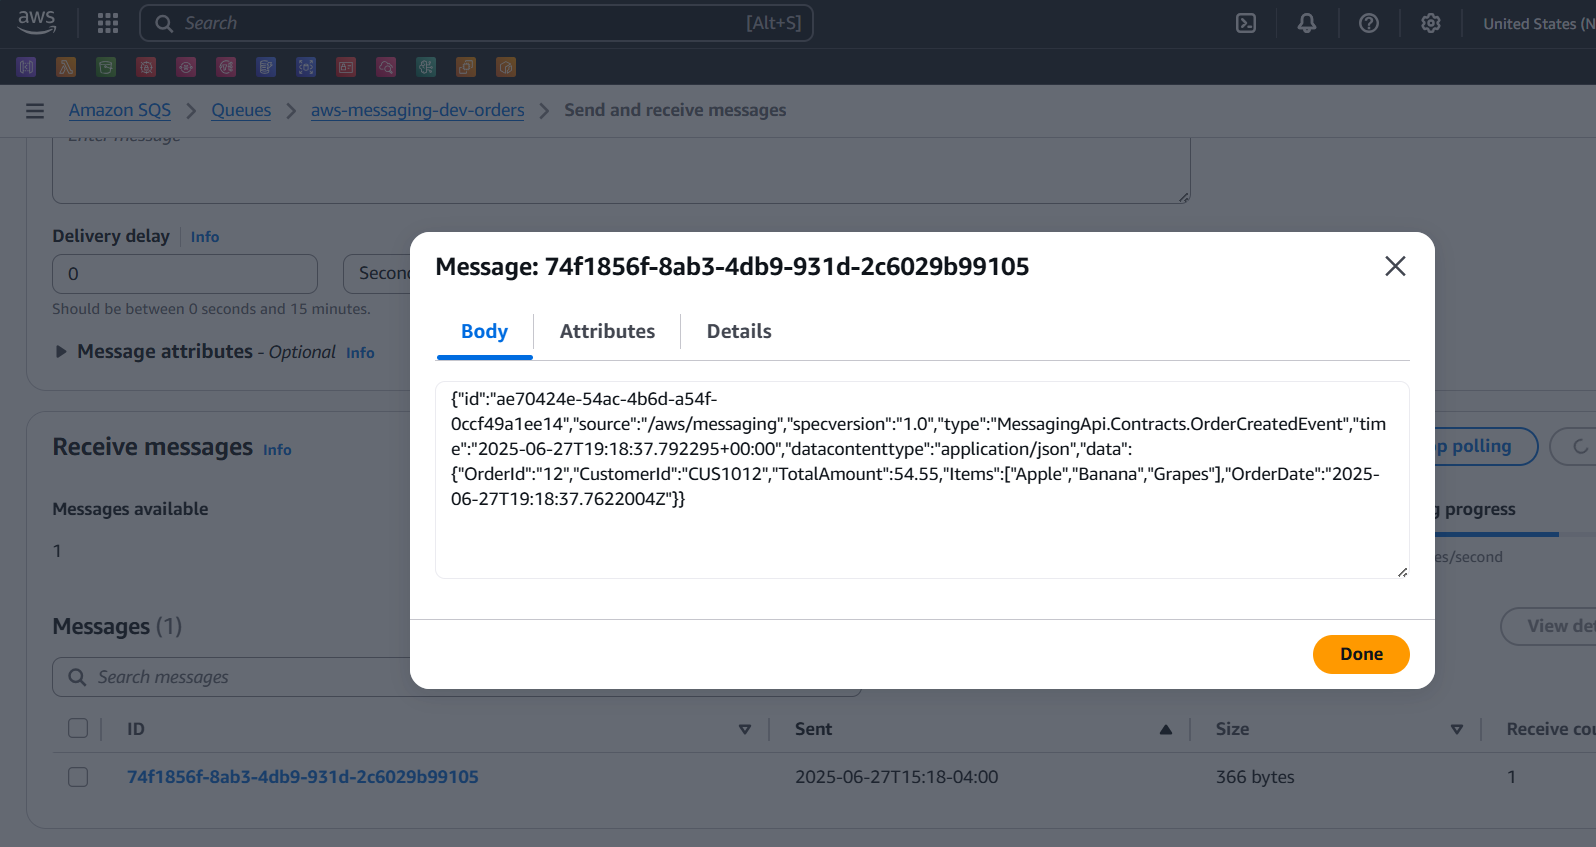 aws
Search [Alt+S]
United States (N
Amazon SQS Queues aws-messaging-dev-orders Send and receive messages
Enter message
Delivery delay Info
0
Second
Should be between 0 seconds and 15 minutes.
Message attributes - Optional Info
Message: 74f1856f-8ab3-4db9-931d-2c6029b99105
Body Attributes Details
{"id":"ae70424e-54ac-4b6d-a54f-
0ccf49a1ee14","source":"/aws/messaging","specversion":"1.0","type":"MessagingApi.Contracts.OrderCreatedEvent","tim
e":"2025-06-27T19:18:37.792295+00:00","datacontenttype":"application/json","data":
{"OrderId":"12","CustomerId":"CUS1012","TotalAmount":54.55,"Items":["Apple","Banana","Grapes"],"OrderDate":"2025-
06-27T19:18:37.7622004Z"}}
Done
Receive messages Info
p polling
Messages available
g progress
1
es/second
Messages (1)
View det
Search messages
ID Sent Size Receive cou
74f1856f-8ab3-4db9-931d-2c6029b99105 2025-06-27T15:18-04:00 366 bytes 1